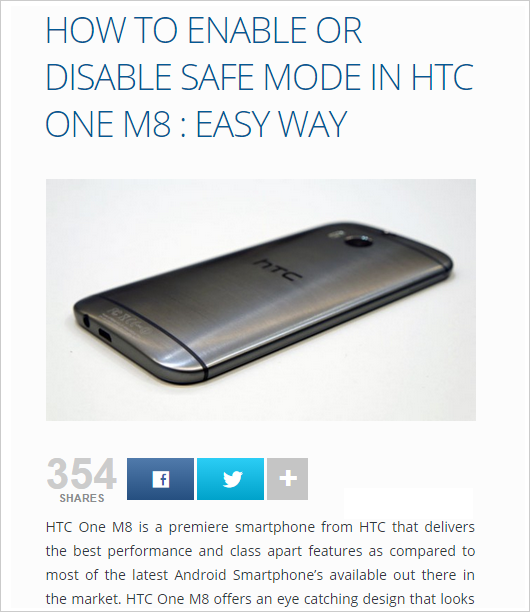 HOW TO ENABLE OR
DISABLE SAFE MODE IN HTC
ONE M8 : EASY WAY
hTC
354
SHARES
f
+
HTC One M8 is a premiere smartphone from HTC that delivers
the best performance and class apart features as compared to
most of the latest Android Smartphone's available out there in
the market. HTC One M8 offers an eye catching design that looks